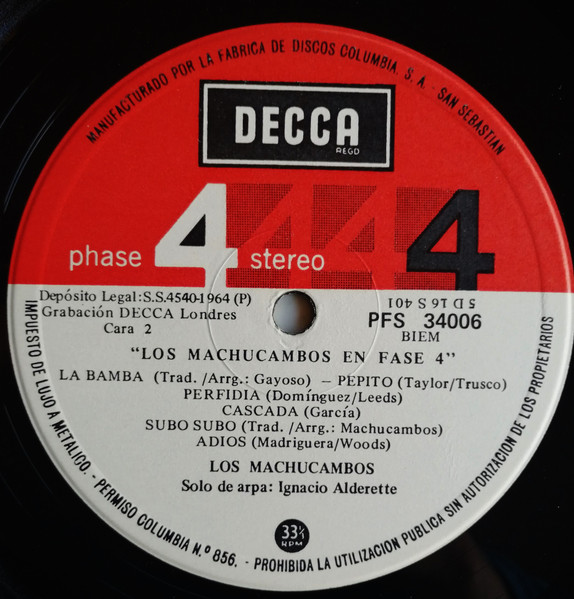 MANUFACTURADO POR LA FABRICA DE DISCOS COLUMBIA, S. A. - SAN SEBASTIAN
DECCA
REGD
phase 4 stereo 4
Depósito Legal: S.S.4540-1964 (P)
5 D 16 S 401
Grabación DECCA Londres
PFS 34006
Cara 2
BIEM
"LOS MACHUCAMBOS EN FASE 4"
LA BAMBA (Trad. /Arrg.: Gayoso) - PEPITO (Taylor/Trusco)
PERFIDIA (Domínguez/Leeds)
CASCADA (García)
SUBO SUBO (Trad. /Arrg.: Machucambos)
ADIOS (Madriguera/Woods)
LOS MACHUCAMBOS
Solo de arpa: Ignacio Alderette
33⅓
RPM
IMPUESTO DE LUJO A METALICO. - PERMISO COLUMBIA N.º 856. - PROHIBIDA LA UTILIZACION PUBLICA SIN AUTORIZACION DE LOS PROPIETARIOS